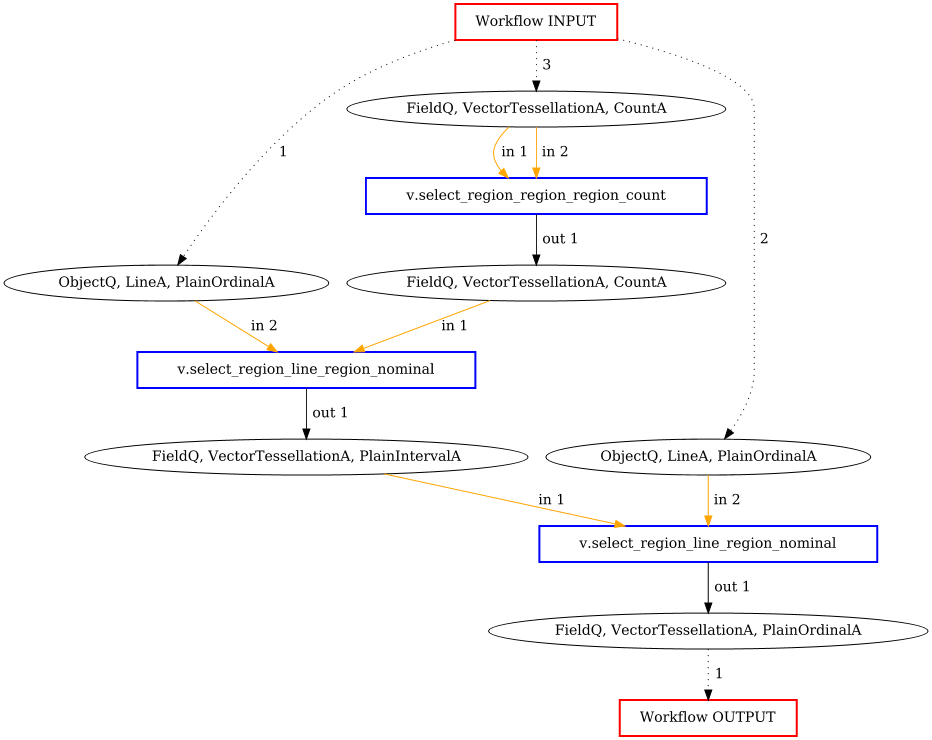 Workflow INPUT
3
FieldQ, VectorTessellationA, CountA
1
in 1
in 2
v.select_region_region_region_count
2
out 1
ObjectQ, LineA, PlainOrdinalA
FieldQ, VectorTessellationA, CountA
in 2
in 1
v.select_region_line_region_nominal
out 1
FieldQ, VectorTessellationA, PlainIntervalA
ObjectQ, LineA, PlainOrdinalA
in 1
in 2
v.select_region_line_region_nominal
out 1
FieldQ, VectorTessellationA, PlainOrdinalA
1
Workflow OUTPUT